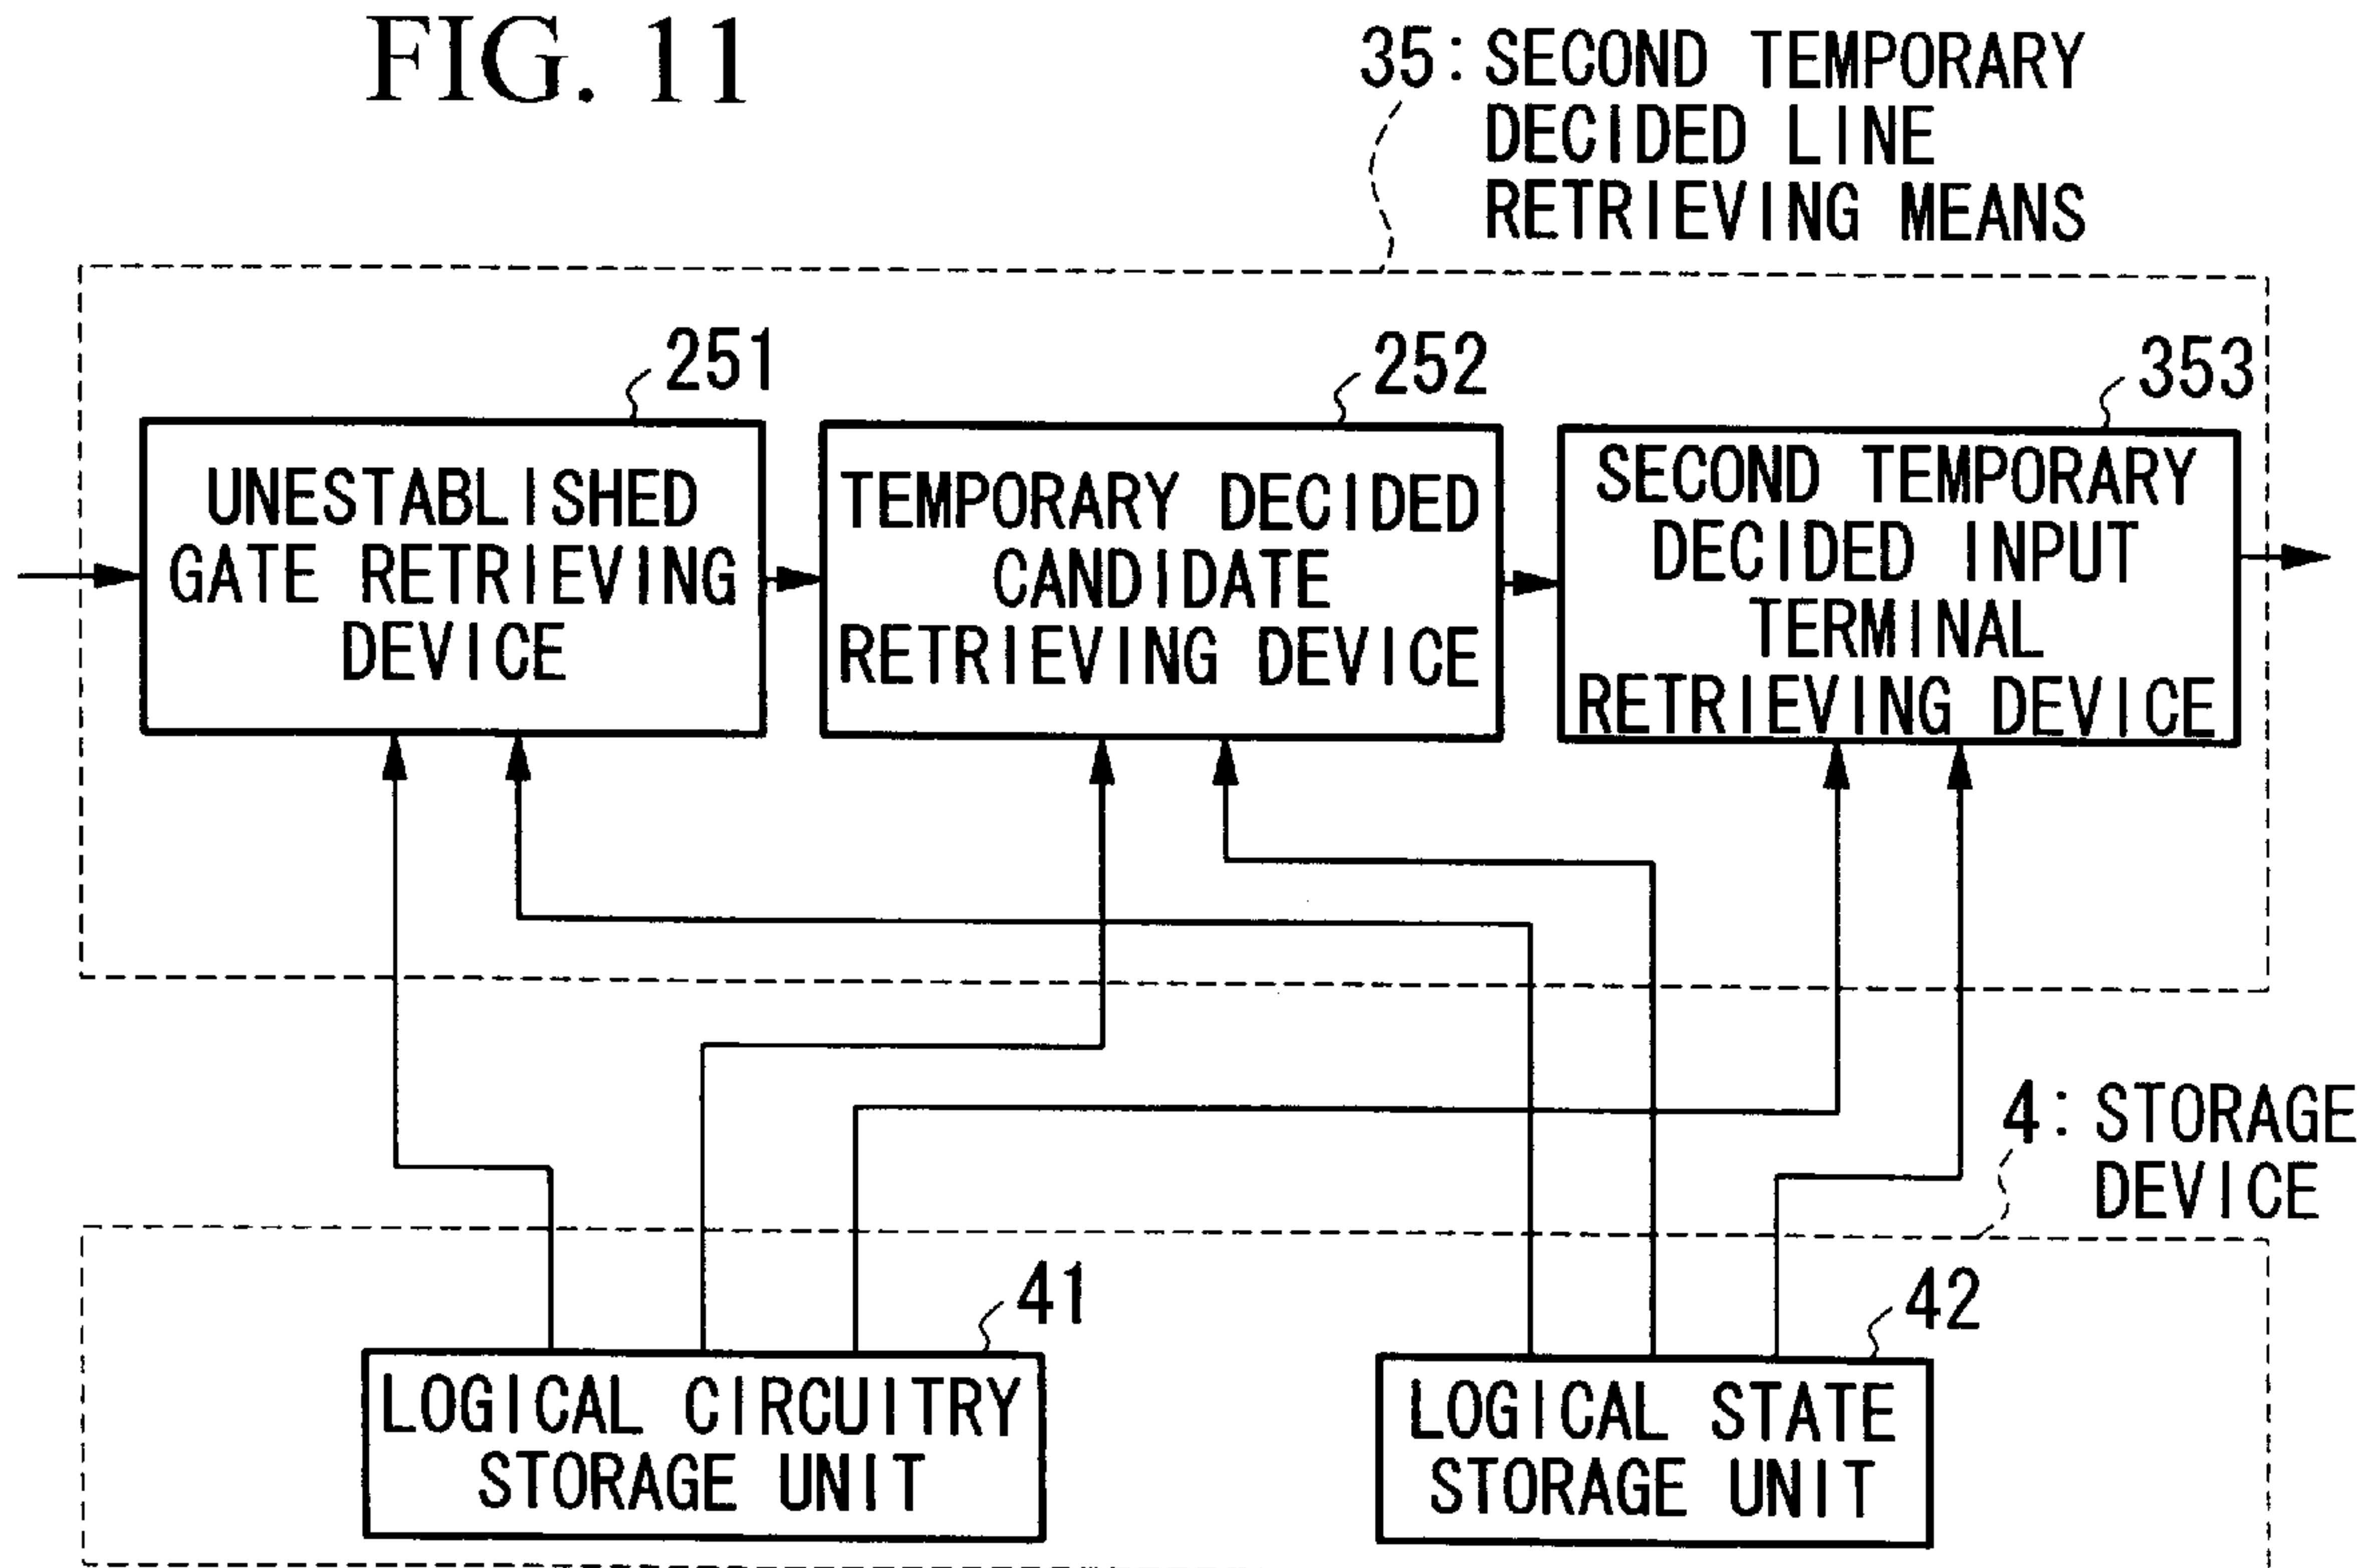 FIG. 11
35: SECOND TEMPORARY
DECIDED LINE
RETRIEVING MEANS
251
252
353
UNESTABLISHED
GATE RETRIEVING
DEVICE
TEMPORARY DECIDED
CANDIDATE
RETRIEVING DEVICE
SECOND TEMPORARY
DECIDED INPUT
TERMINAL
RETRIEVING DEVICE
4: STORAGE
DEVICE
41
42
LOGICAL CIRCUITRY
STORAGE UNIT
LOGICAL STATE
STORAGE UNIT